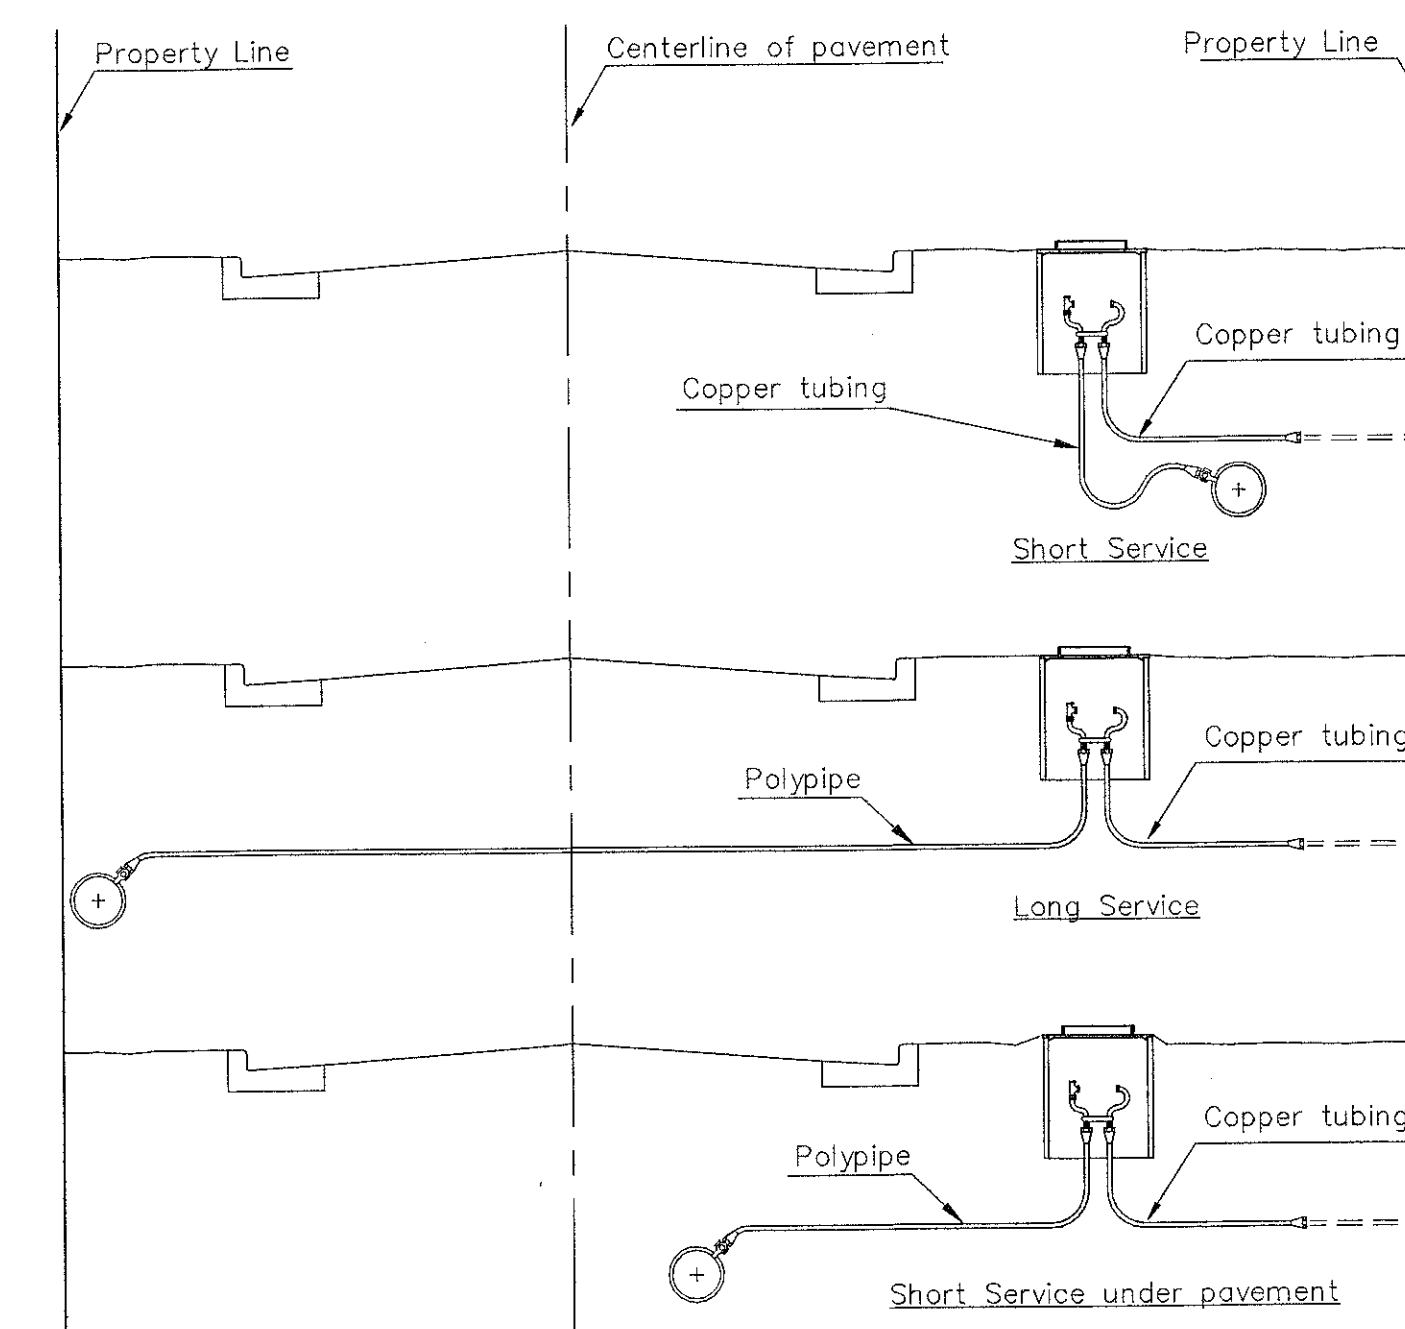 Property Line
Centerline of pavement
Property Line
Copper tubing
Copper tubing
Short Service
Copper tubing
Polypipe
Long Service
Copper tubing
Polypipe
Short Service under pavement